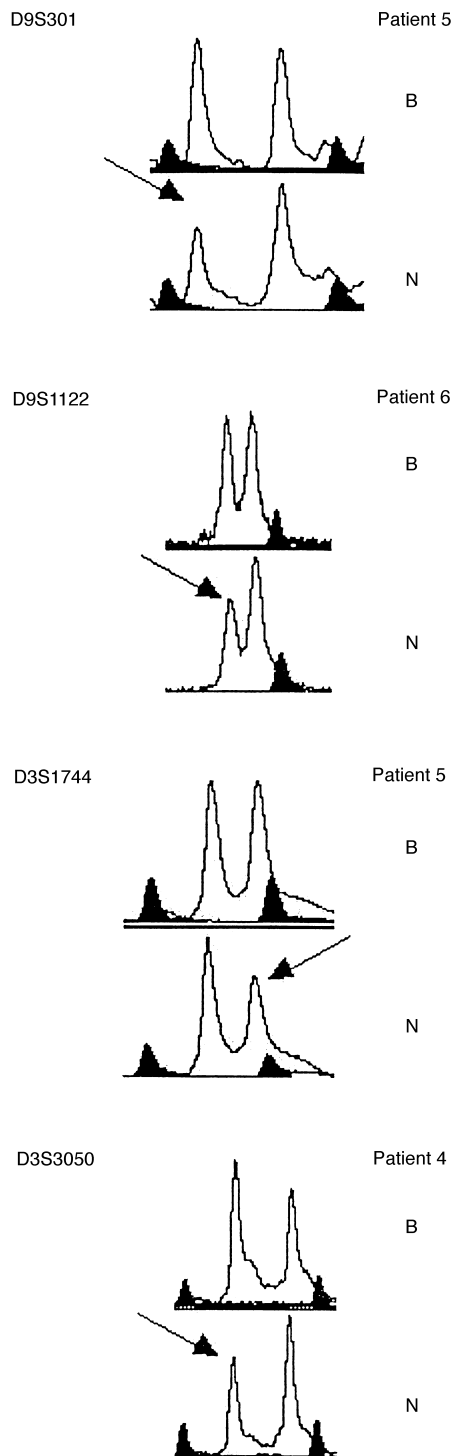 D9S301 Patient 5
B
N
D9S1122 Patient 6
B
N
D3S1744 Patient 5
B
N
D3S3050 Patient 4
B
N